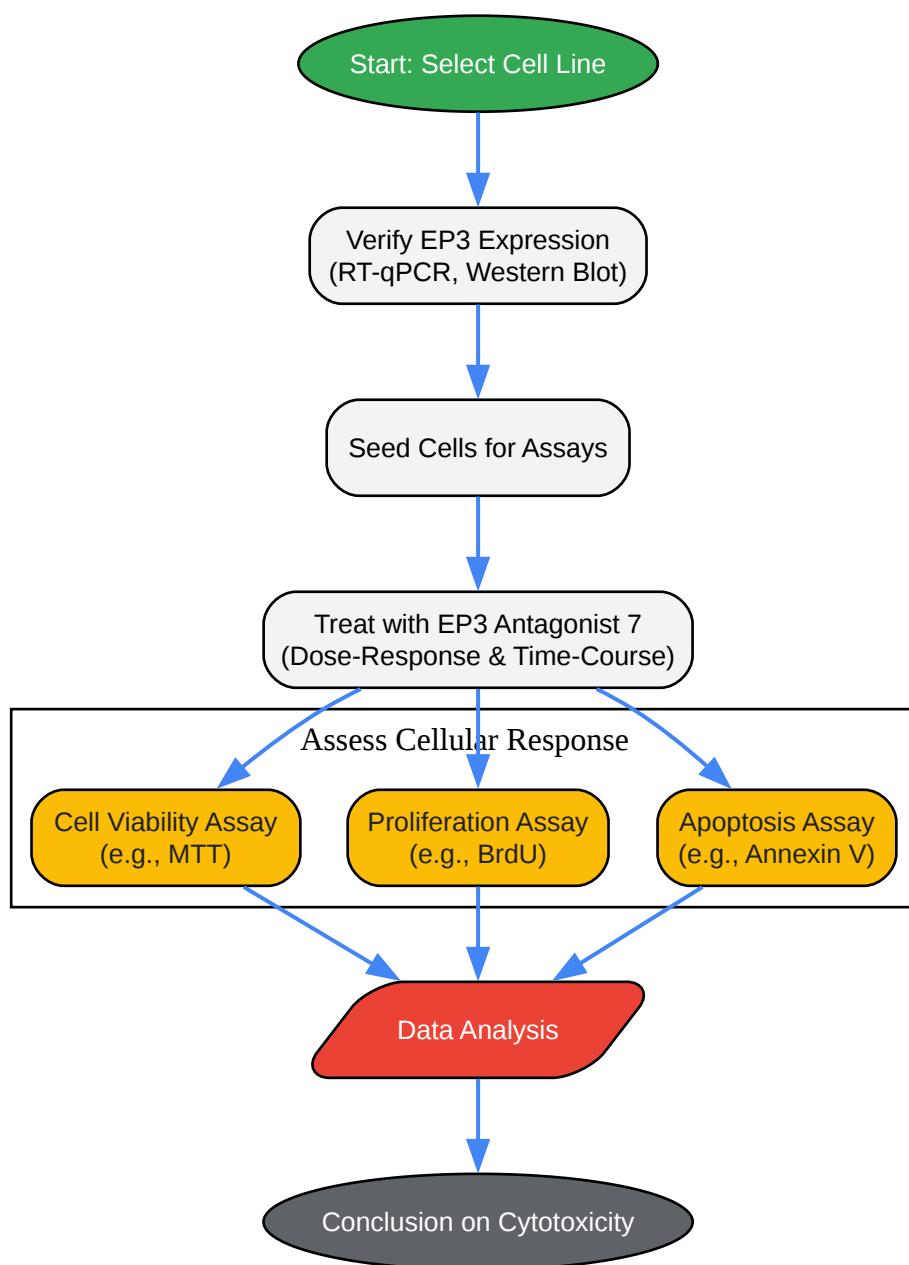 Start: Select Cell Line
Verify EP3 Expression
(RT-qPCR, Western Blot)
Seed Cells for Assays
Treat with EP3 Antagonist 7
(Dose-Response & Time-Course)
Assess Cellular Response
Cell Viability Assay
(e.g., MTT)
Proliferation Assay
(e.g., BrdU)
Apoptosis Assay
(e.g., Annexin V)
Data Analysis
Conclusion on Cytotoxicity